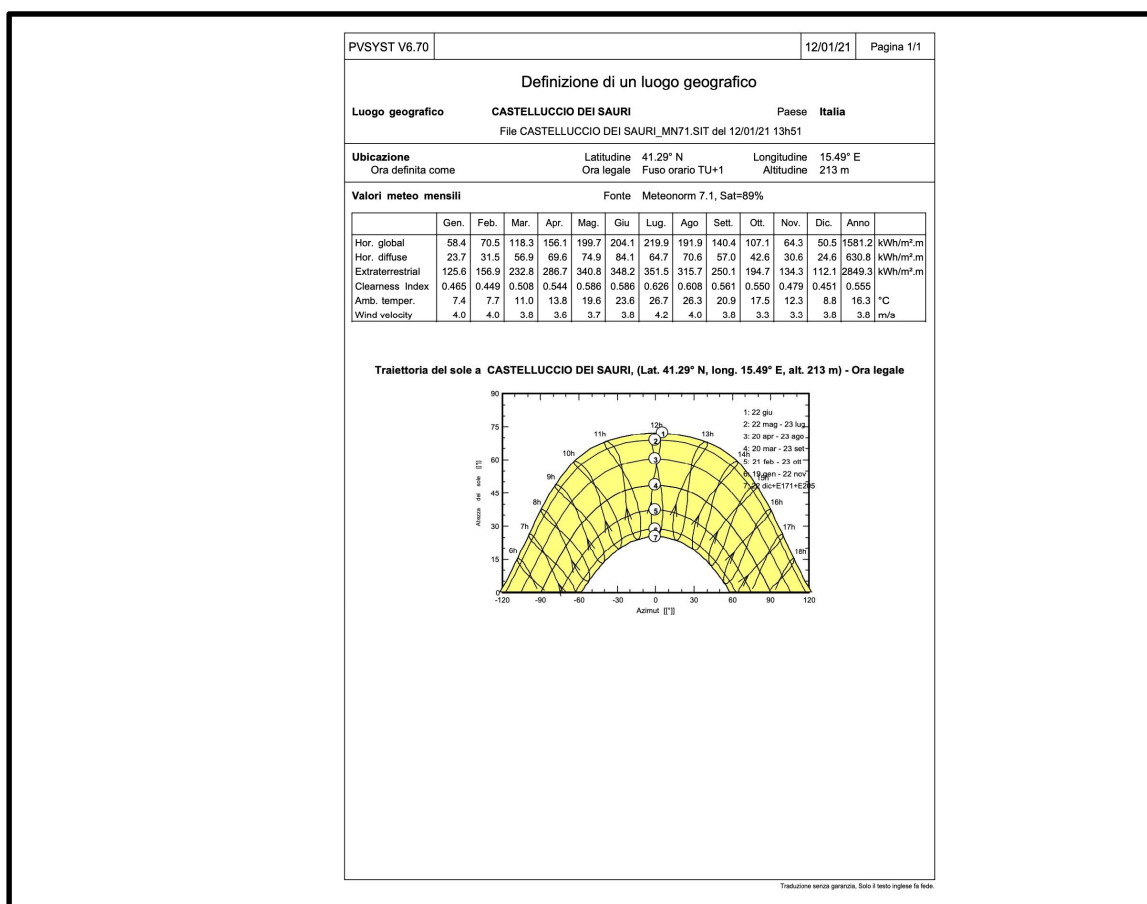 PVSYST V6.70 12/01/21 Pagina 1/1
Definizione di un luogo geografico
Luogo geografico CASTELLUCCIO DEI SAURI Paese Italia
File CASTELLUCCIO DEI SAURI_MN71.SIT del 12/01/21 13h51
Ubicazione Latitudine 41.29° N Longitudine 15.49° E
Ora definita come Ora legale Fuso orario TU+1 Altitudine 213 m
Valori meteo mensili Fonte Meteonorm 7.1, Sat=89%
Gen. Feb. Mar. Apr. Mag. Giu Lug. Ago Sett. Ott. Nov. Dic. Anno
Hor. global 58.4 70.5 118.3 156.1 199.7 204.1 219.9 191.9 140.4 107.1 64.3 50.5 1581.2 kWh/m².m
Hor. diffuse 23.7 31.5 56.9 69.6 74.9 84.1 64.7 70.6 57.0 42.6 30.6 24.6 630.8 kWh/m².m
Extraterrestrial 125.6 156.9 232.8 286.7 340.8 348.2 351.5 315.7 250.1 194.7 134.3 112.1 2849.3 kWh/m².m
Clearness Index 0.465 0.449 0.508 0.544 0.586 0.586 0.626 0.608 0.561 0.550 0.479 0.451 0.555
Amb. temper. 7.4 7.7 11.0 13.8 19.6 23.6 26.7 26.3 20.9 17.5 12.3 8.8 16.3 °C
Wind velocity 4.0 4.0 3.8 3.6 3.7 3.8 4.2 4.0 3.8 3.3 3.3 3.8 3.8 m/a
Traiettoria del sole a CASTELLUCCIO DEI SAURI, (Lat. 41.29° N, long. 15.49° E, alt. 213 m) - Ora legale
90
1: 22 giu
2: 22 mag - 23 lug
3: 20 apr - 23 ago
4: 20 mar - 23 set
5: 21 feb - 23 ott
6: 19 gen - 22 nov
7: 22 dic+E171+E205
75
60
45
30
15
0
6h
7h
8h
9h
10h
11h
12h
13h
14h
15h
16h
17h
18h
1
2
3
4
5
6
7
del sole [[°]]
-120 -90 -60 -30 0 30 60 90 120
Azimut [[°]]
Traduzione senza garanzia, Solo il testo inglese fa fede.